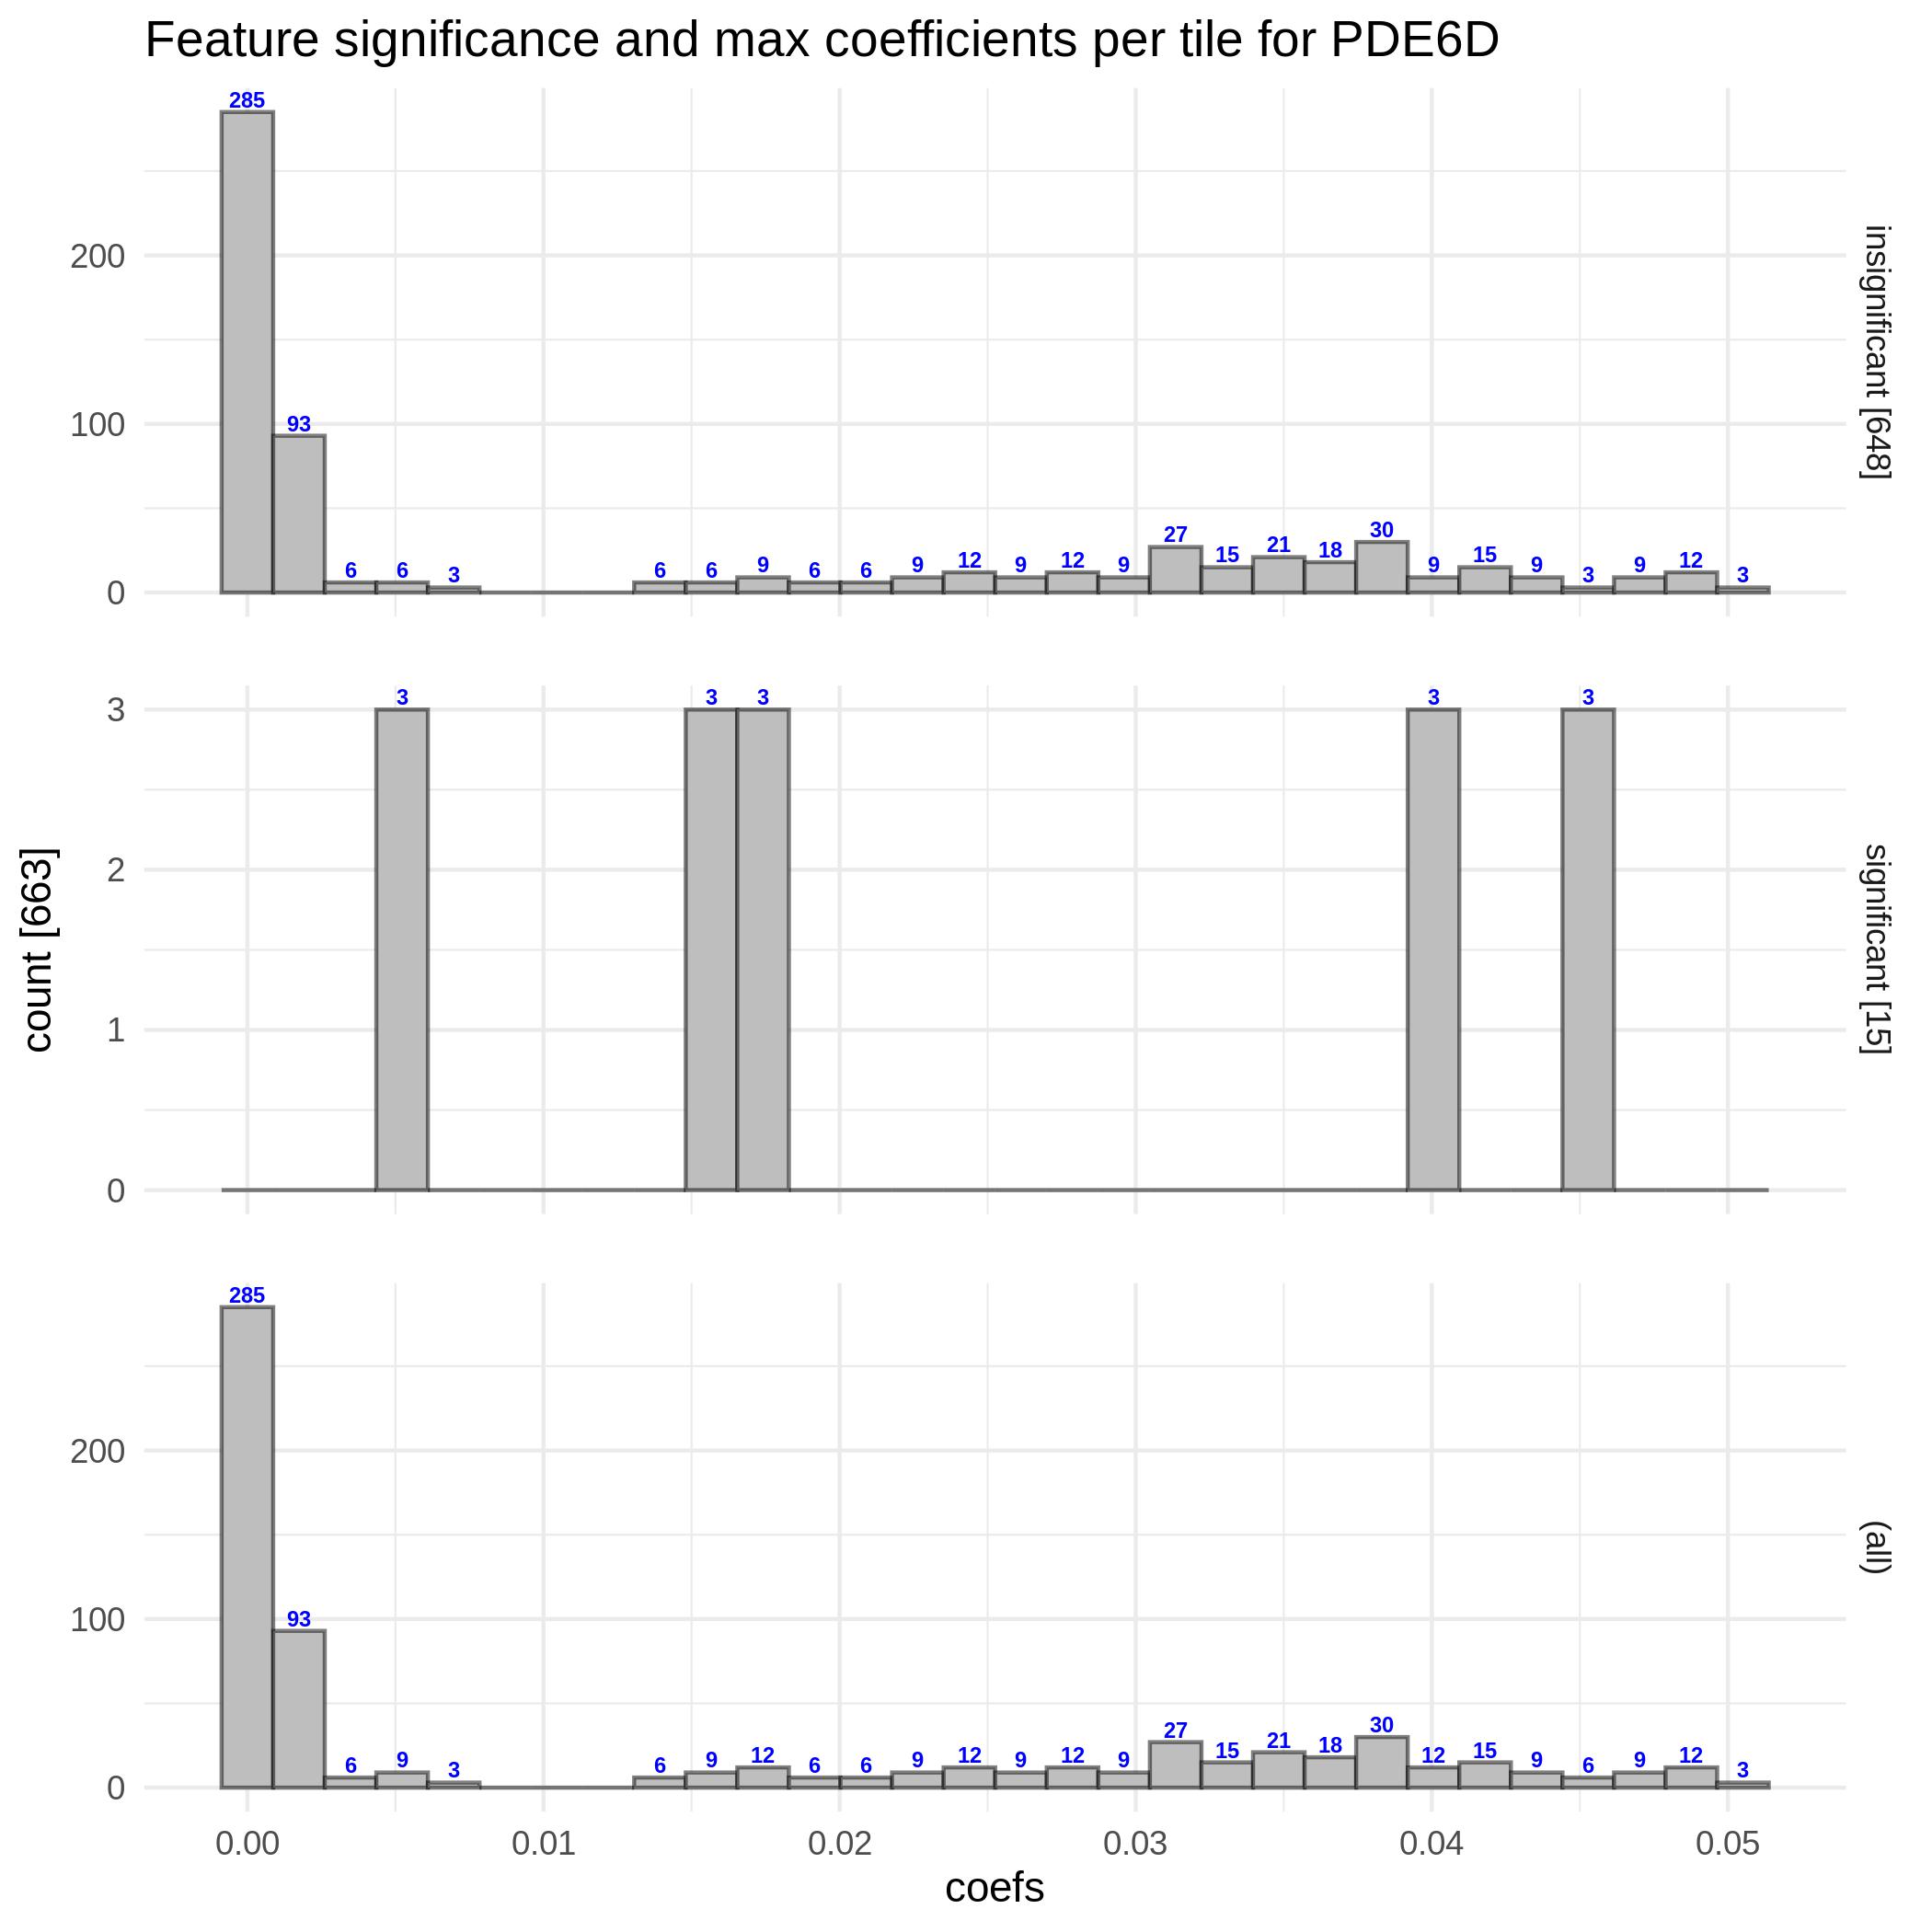 Feature significance and max coefficients per tile for PDE6D
285
93
6 6 3 6 6 9 6 6 9 12 9 12 9 27 15 21 18 30 9 15 9 3 9 12 3
200
100
0
insignificant [648]
3 3 3 3 3
3
2
1
0
significant [15]
count [663]
285
93
6 9 3 6 9 12 6 6 9 12 9 12 9 27 15 21 18 30 12 15 9 6 9 12 3
200
100
0
(all)
0.00 0.01 0.02 0.03 0.04 0.05
coefs